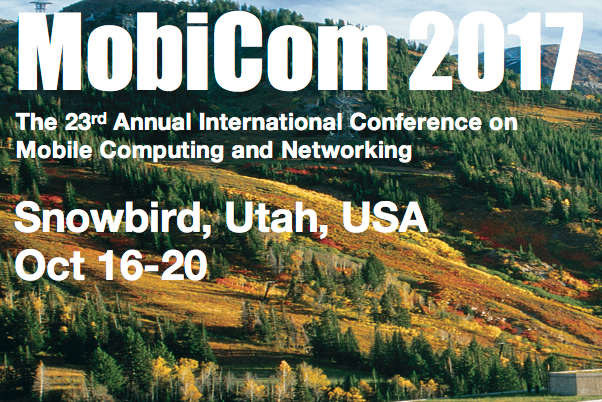 MobiCom 2017
The 23rd Annual International Conference on
Mobile Computing and Networking
Snowbird, Utah, USA
Oct 16-20